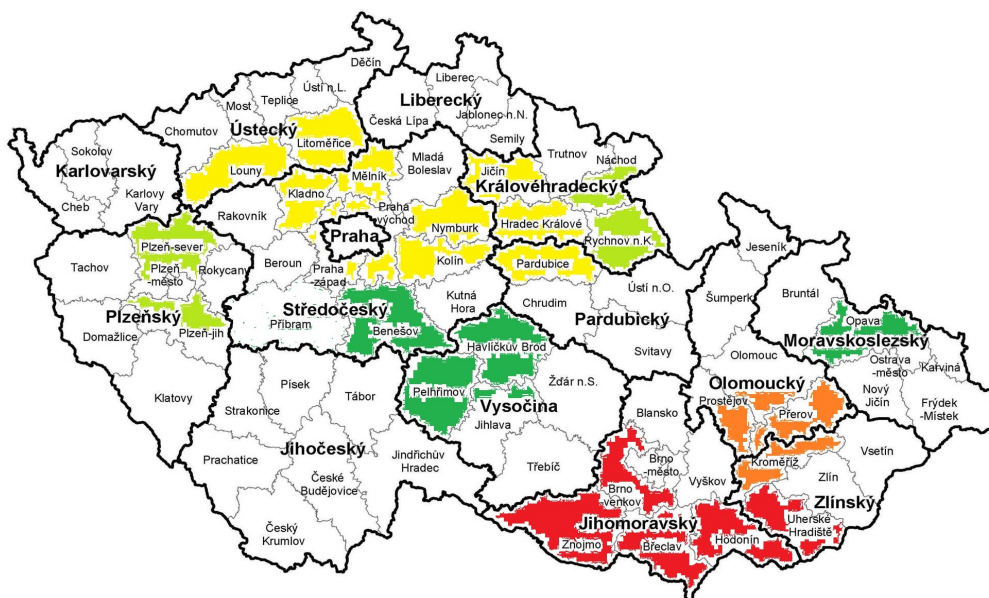 Děčín
Ústí n.L.
Liberec
Teplice
Most
Liberecký
Jablonec n.N.
Chomutov
Ústecký
Česká Lípa
Semily
Litoměřice
Trutnov
Sokolov
Louny
Mělník
Mladá
Boleslav
Jičín
Náchod
Karlovarský
Královéhradecký
Karlovy
Vary
Cheb
Kladno
Rakovník
Praha
-východ
Nymburk
Hradec Králové
Praha
Rychnov n.K.
Plzeň-sever
Jeseník
Plzeň
-město
Rokycany
Beroun
Praha
-západ
Kolín
Pardubice
Tachov
Ústí n.O.
Bruntál
Šumperk
Středočeský
Kutná
Hora
Chrudim
Plzeňský
Příbram
Pardubický
Opava
Domažlice
Plzeň-jih
Benešov
Havlíčkův Brod
Svitavy
Moravskoslezský
Olomouc
Ostrava
-město
Karviná
Klatovy
Písek
Tábor
Pelhřimov
Žďár n.S.
Olomoucký
Prostějov
Přerov
Nový
Jičín
Frýdek
-Místek
Strakonice
Vysočina
Jihlava
Blansko
Jihočeský
Prachatice
Jindřichův
Hradec
Třebíč
Brno
-město
Vyškov
Kroměříž
Vsetín
Zlín
České
Budějovice
Brno
-venkov
Zlínský
Český
Krumlov
Jihomoravský
Uherské
Hradiště
Znojmo
Břeclav
Hodonín